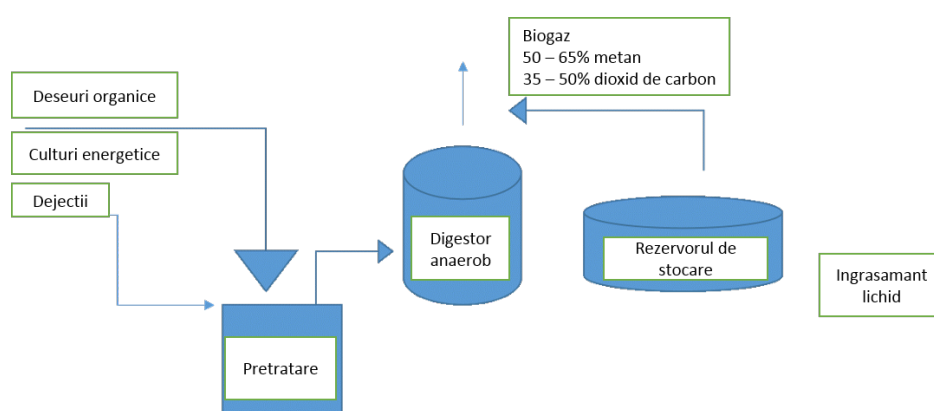 Biogaz
50 – 65% metan
35 – 50% dioxid de carbon
Deseuri organice
Culturi energetice
Dejectii
Digestor
anaerob
Rezervorul de
stocare
Ingrasamant
lichid
Pretratare